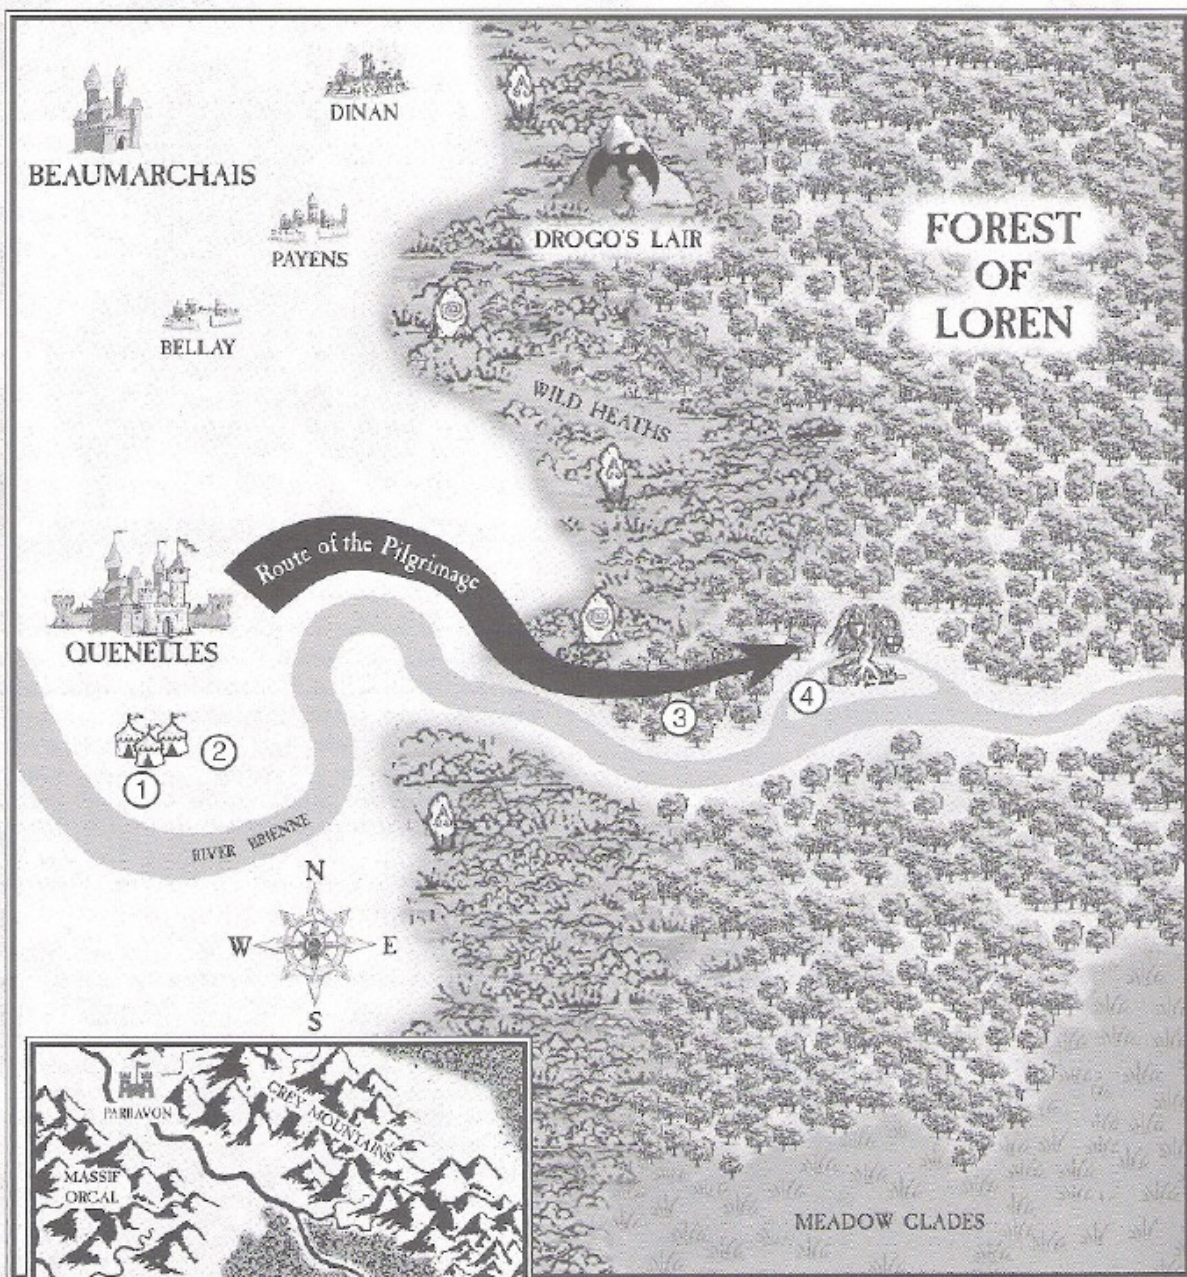 DINAN
BEAUMARCHAIS
PAYENS
DROGO'S LAIR
FOREST
OF
LOREN
BELLAY
WILD HEATHS
Route of the Pilgrimage
QUENELLES
4
3
2
1
RIVER BRIENNE
N
W E
S
PARRAVON
GREY MOUNTAINS
MASSIF
ORCAL
MEADOW GLADES